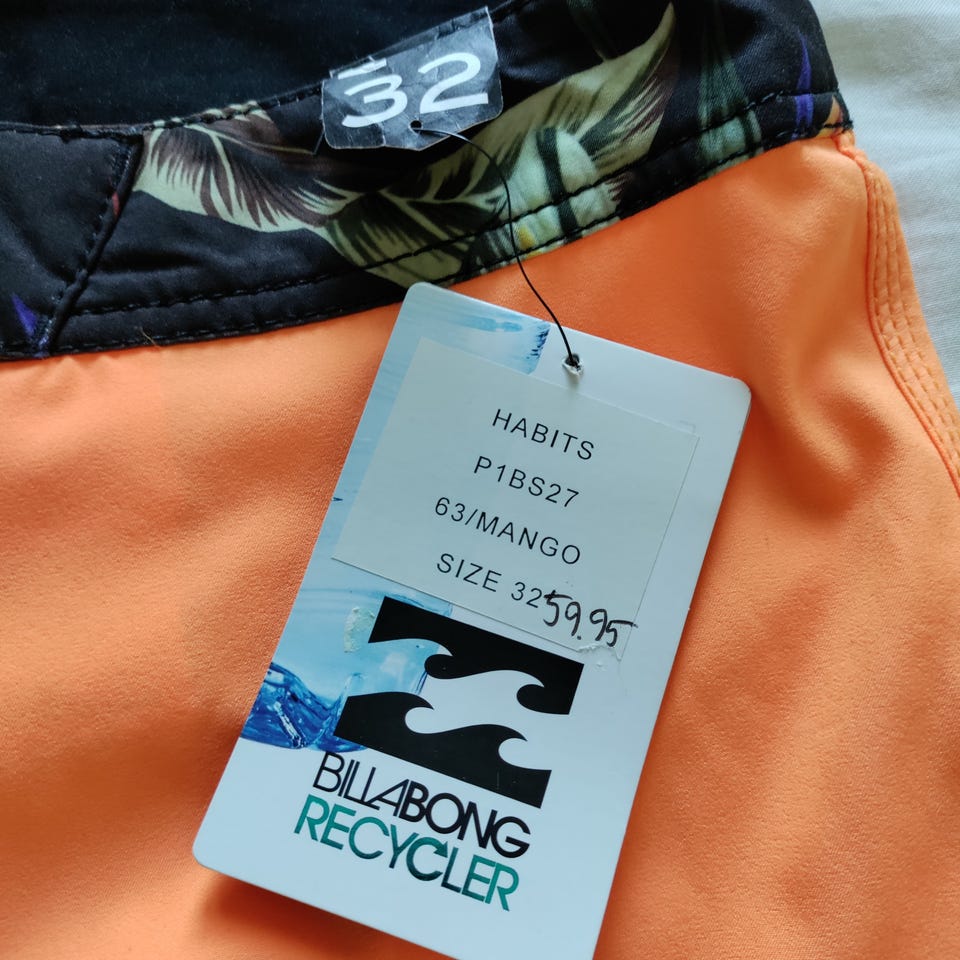 32
HABITS
P1BS27
63/MANGO
SIZE 32
59.95
BILLABONG
RECYCLER